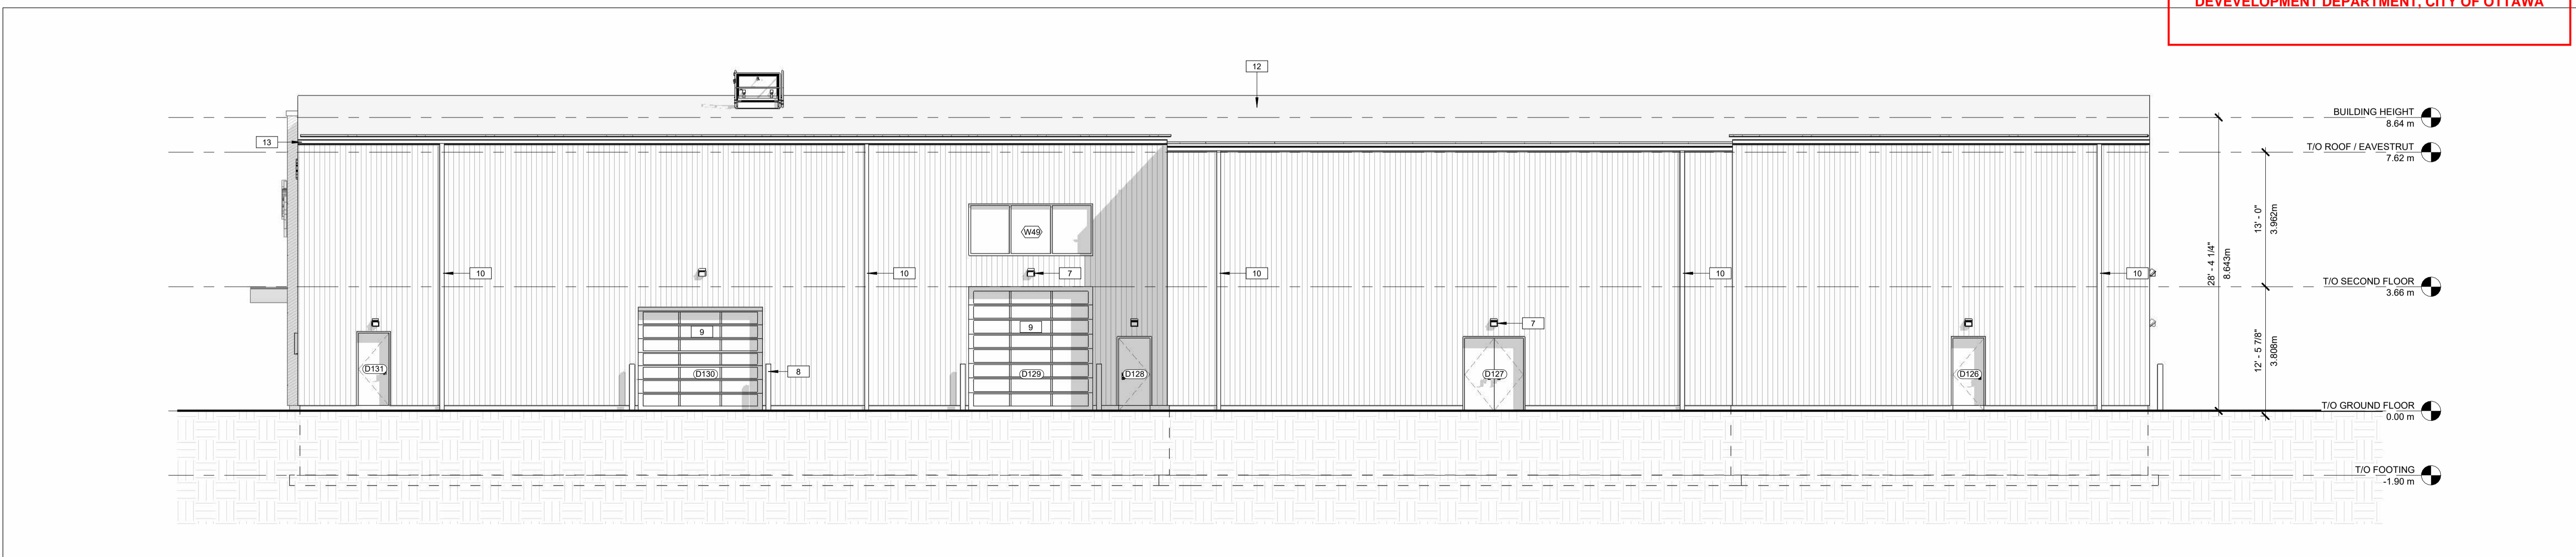 DEVEVELOPMENT DEPARTMENT, CITY OF OTTAWA
12
BUILDING HEIGHT
8.64 m
13
T/O ROOF / EAVESTRUT
7.62 m
W49
13' - 0"
3.962m
28' - 4 1/4"
8.643m
10
10
7
10
10
10
T/O SECOND FLOOR
3.66 m
9
9
7
12' - 5 7/8"
3.808m
D131
D130
8
D129
D128
D127
D126
T/O GROUND FLOOR
0.00 m
T/O FOOTING
-1.90 m